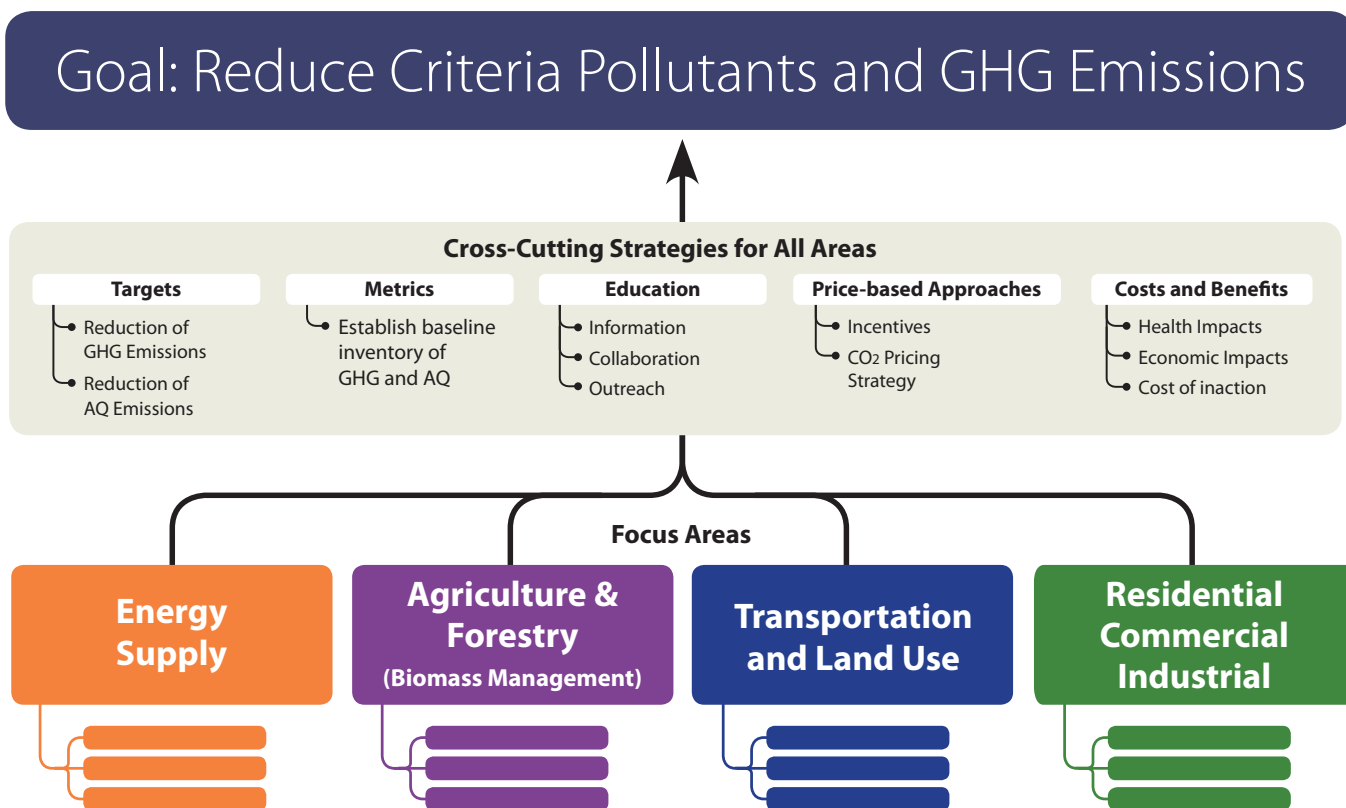 Goal: Reduce Criteria Pollutants and GHG Emissions
Cross-Cutting Strategies for All Areas
Targets
Reduction of
GHG Emissions
Reduction of
AQ Emissions
Metrics
Establish baseline
inventory of
GHG and AQ
Education
Information
Collaboration
Outreach
Price-based Approaches
Incentives
CO2 Pricing
Strategy
Costs and Benefits
Health Impacts
Economic Impacts
Cost of inaction
Focus Areas
Energy
Supply
Agriculture &
Forestry
(Biomass Management)
Transportation
and Land Use
Residential
Commercial
Industrial